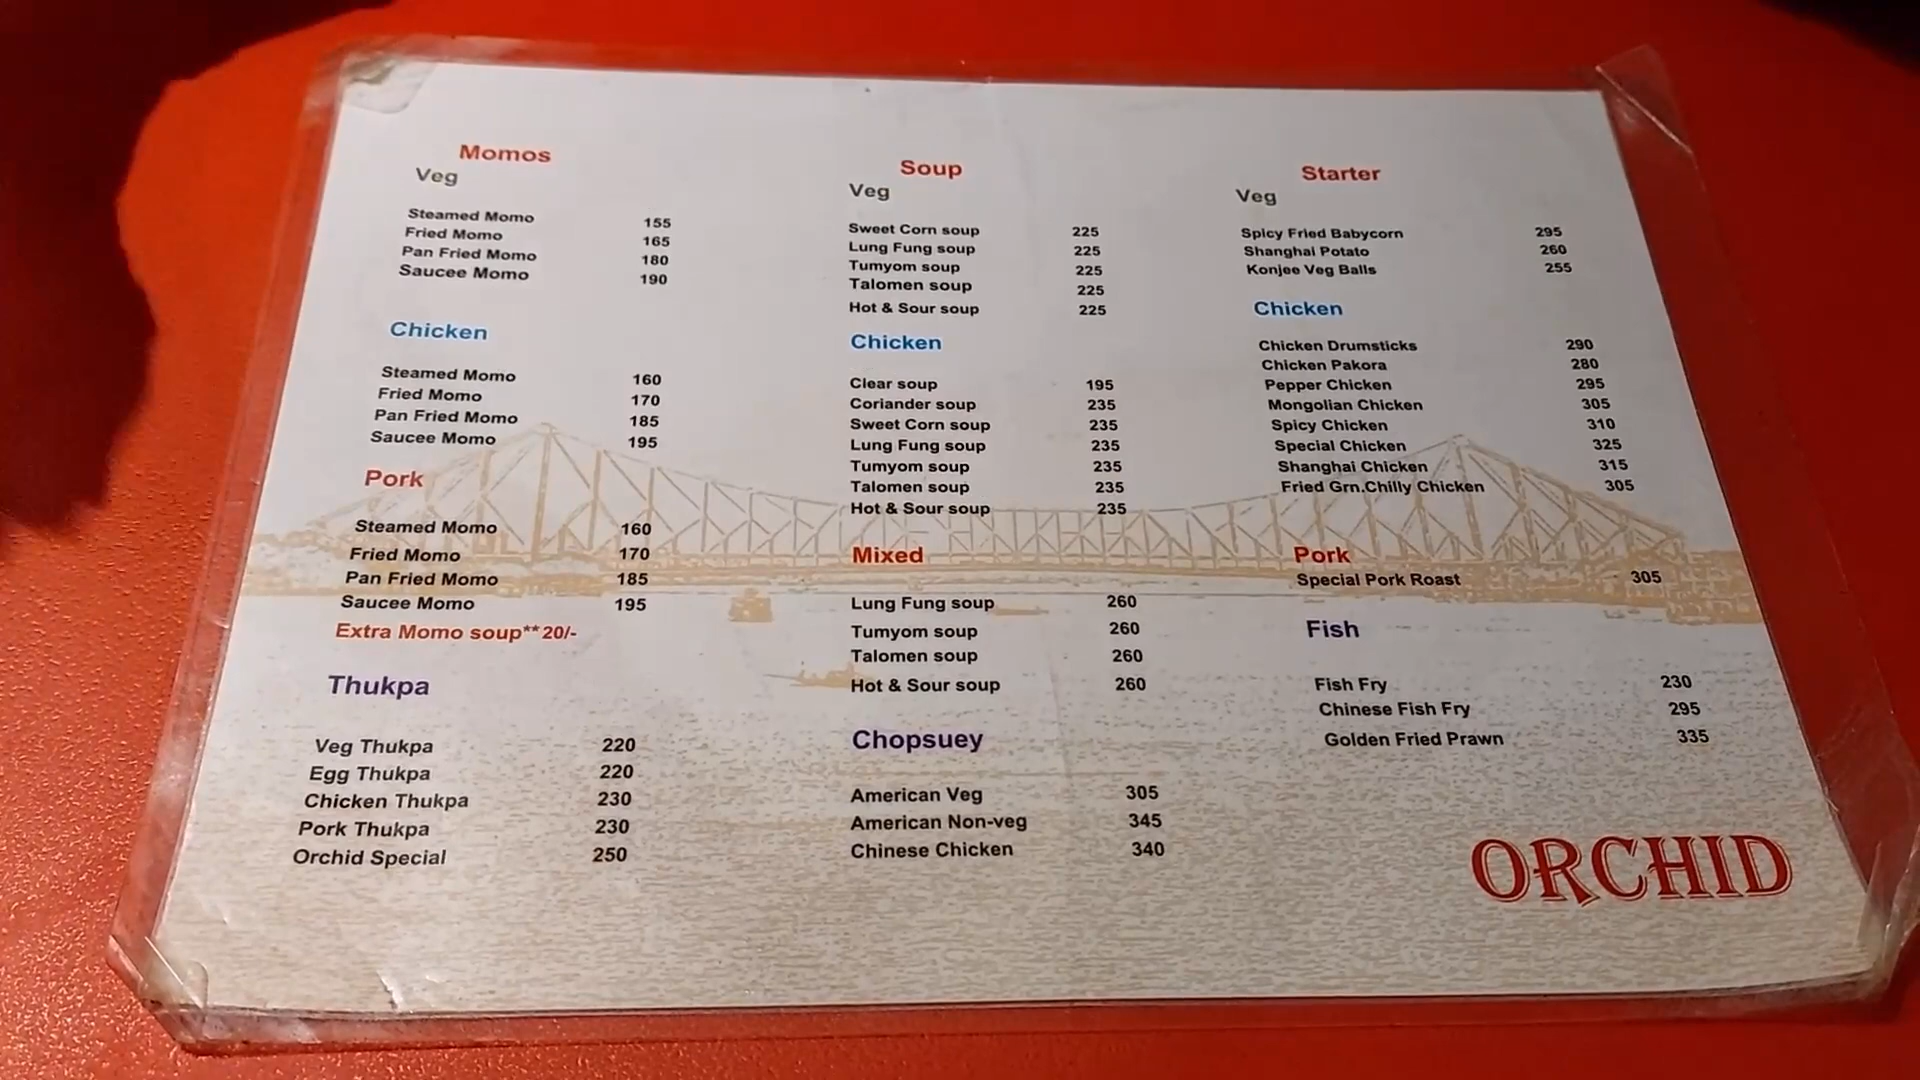 Momos
Veg
Steamed Momo 155
Fried Momo 165
Pan Fried Momo 180
Saucee Momo 190
Chicken
Steamed Momo 160
Fried Momo 170
Pan Fried Momo 185
Saucee Momo 195
Pork
Steamed Momo 160
Fried Momo 170
Pan Fried Momo 185
Saucee Momo 195
Extra Momo soup** 20/-
Thukpa
Veg Thukpa 220
Egg Thukpa 220
Chicken Thukpa 230
Pork Thukpa 230
Orchid Special 250
Soup
Veg
Sweet Corn soup 225
Lung Fung soup 225
Tumyom soup 225
Talomen soup 225
Hot & Sour soup 225
Chicken
Clear soup 195
Coriander soup 235
Sweet Corn soup 235
Lung Fung soup 235
Tumyom soup 235
Talomen soup 235
Hot & Sour soup 235
Mixed
Lung Fung soup 260
Tumyom soup 260
Talomen soup 260
Hot & Sour soup 260
Chopsuey
American Veg 305
American Non-veg 345
Chinese Chicken 340
Starter
Veg
Spicy Fried Babycorn 295
Shanghai Potato 260
Konjee Veg Balls 255
Chicken
Chicken Drumsticks 290
Chicken Pakora 280
Pepper Chicken 295
Mongolian Chicken 305
Spicy Chicken 310
Special Chicken 325
Shanghai Chicken 315
Fried Grn.Chilly Chicken 305
Pork
Special Pork Roast 305
Fish
Fish Fry 230
Chinese Fish Fry 295
Golden Fried Prawn 335
ORCHID